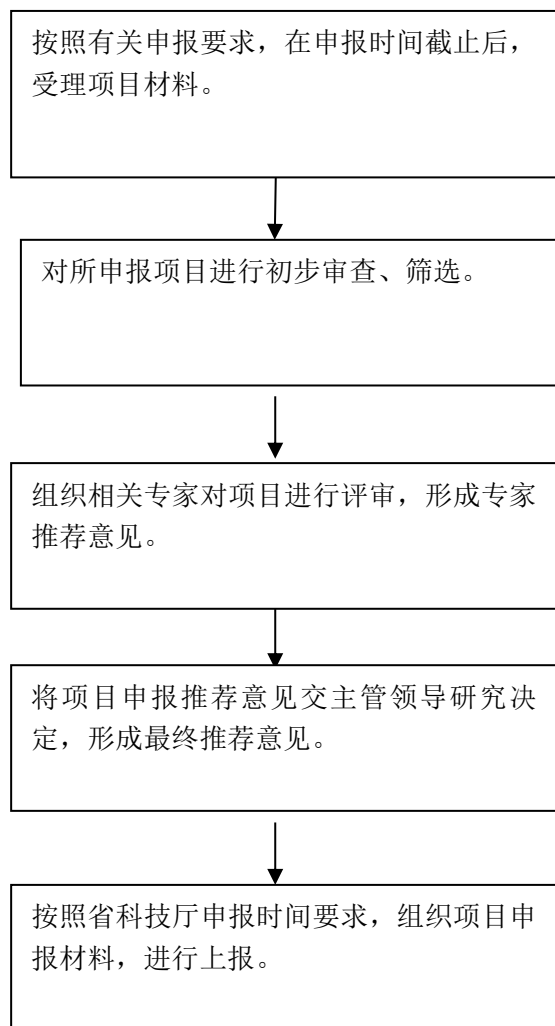 按照有关申报要求，在申报时间截止后，
受理项目材料。
对所申报项目进行初步审查、筛选。
组织相关专家对项目进行评审，形成专家
推荐意见。
将项目申报推荐意见交主管领导研究决
定，形成最终推荐意见。
按照省科技厅申报时间要求，组织项目申
报材料，进行上报。